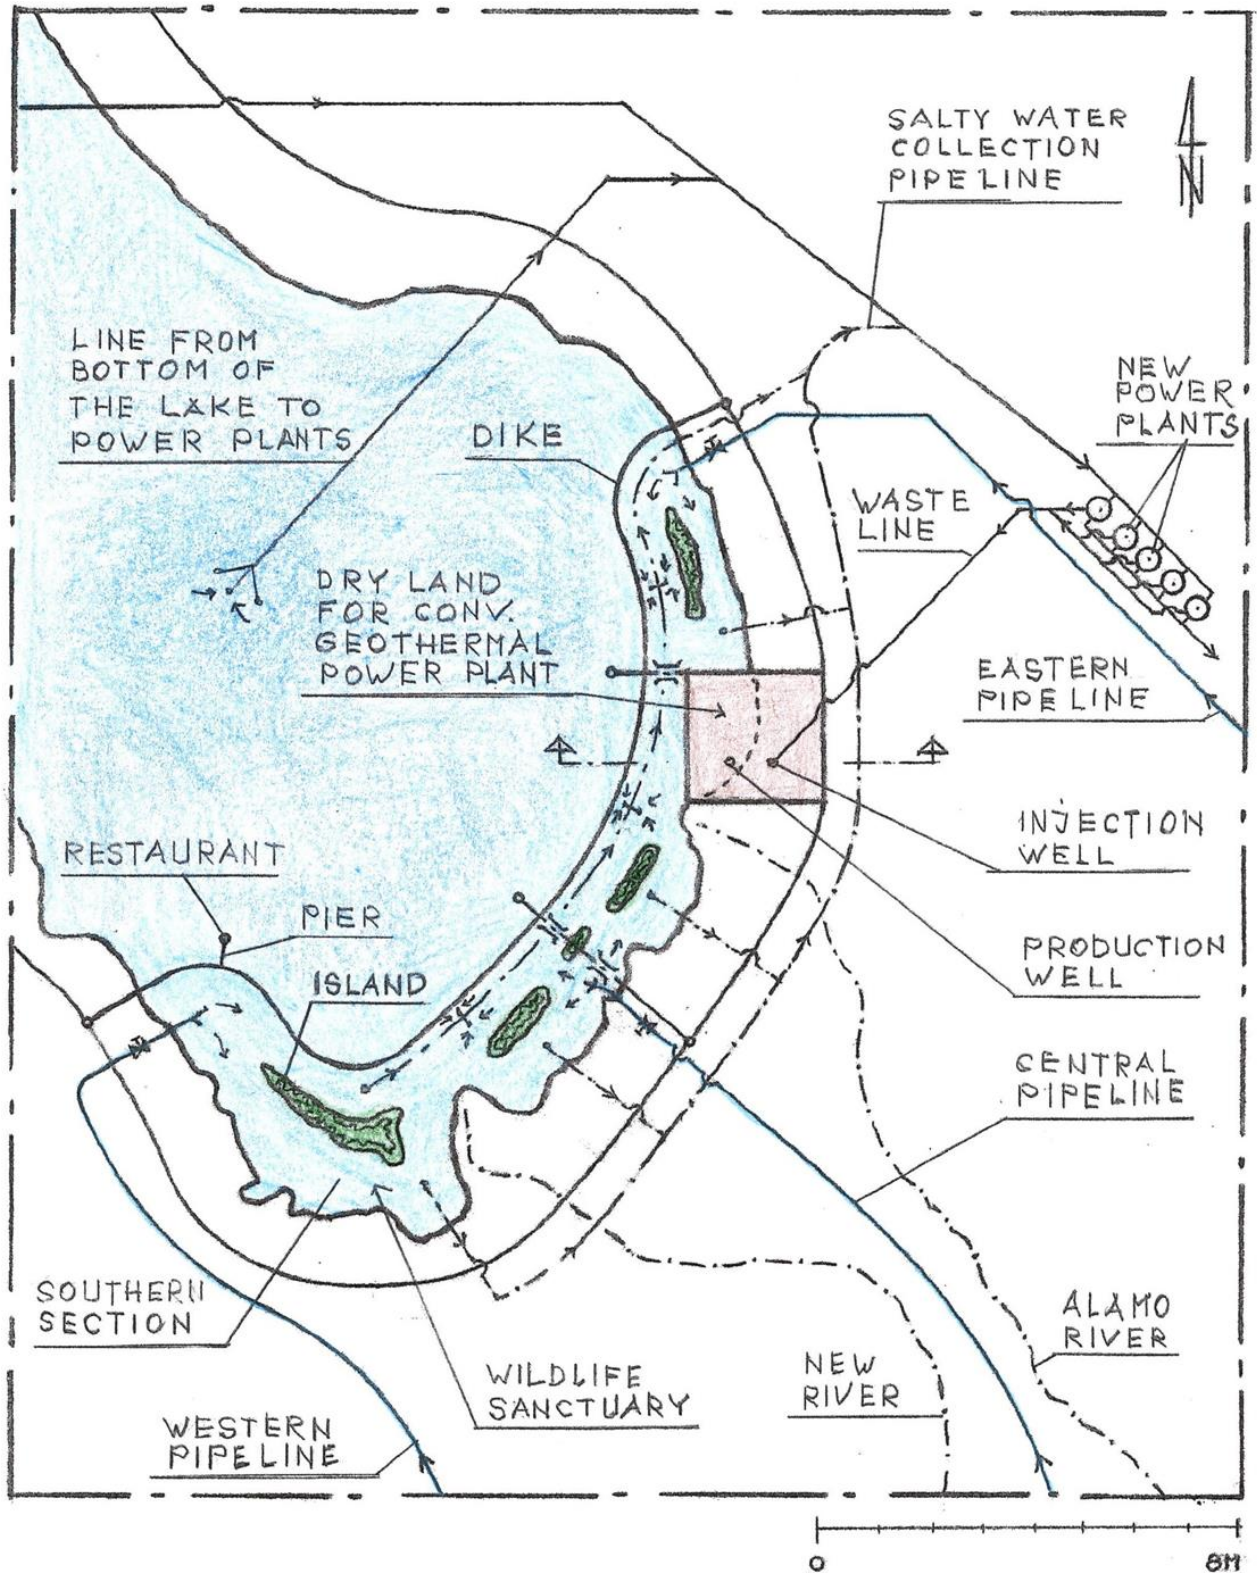 SALTY WATER
COLLECTION
PIPE LINE
N
LINE FROM
BOTTOM OF
THE LAKE TO
POWER PLANTS
DIKE
NEW
POWER
PLANTS
WASTE
LINE
DRY LAND
FOR CONV.
GEOTHERMAL
POWER PLANT
EASTERN
PIPE LINE
INJECTION
WELL
RESTAURANT
PIER
ISLAND
PRODUCTION
WELL
CENTRAL
PIPELINE
SOUTHERN
SECTION
ALAMO
RIVER
WILDLIFE
SANCTUARY
NEW
RIVER
WESTERN
PIPE LINE
0
8M